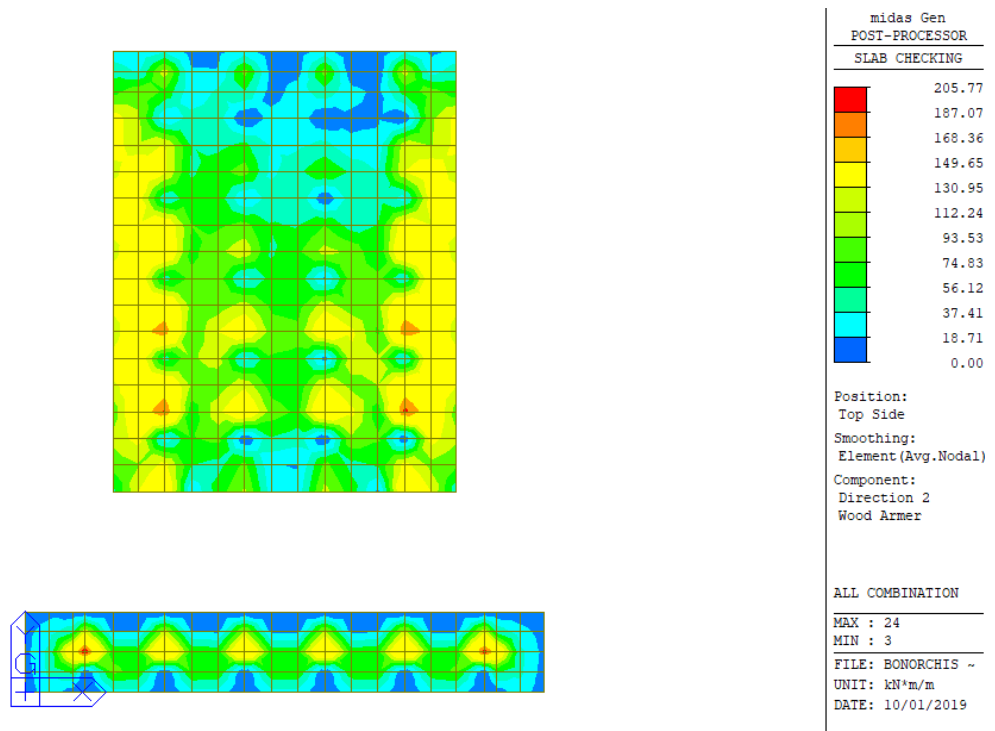 midas Gen
POST-PROCESSOR
SLAB CHECKING
205.77
187.07
168.36
149.65
130.95
112.24
93.53
74.83
56.12
37.41
18.71
0.00
Position:
Top Side
Smoothing:
Element(Avg.Nodal)
Component:
Direction 2
Wood Armer
ALL COMBINATION
MAX : 24
MIN : 3
FILE: BONORCHIS ~
UNIT: kN*m/m
DATE: 10/01/2019
Y
G
X